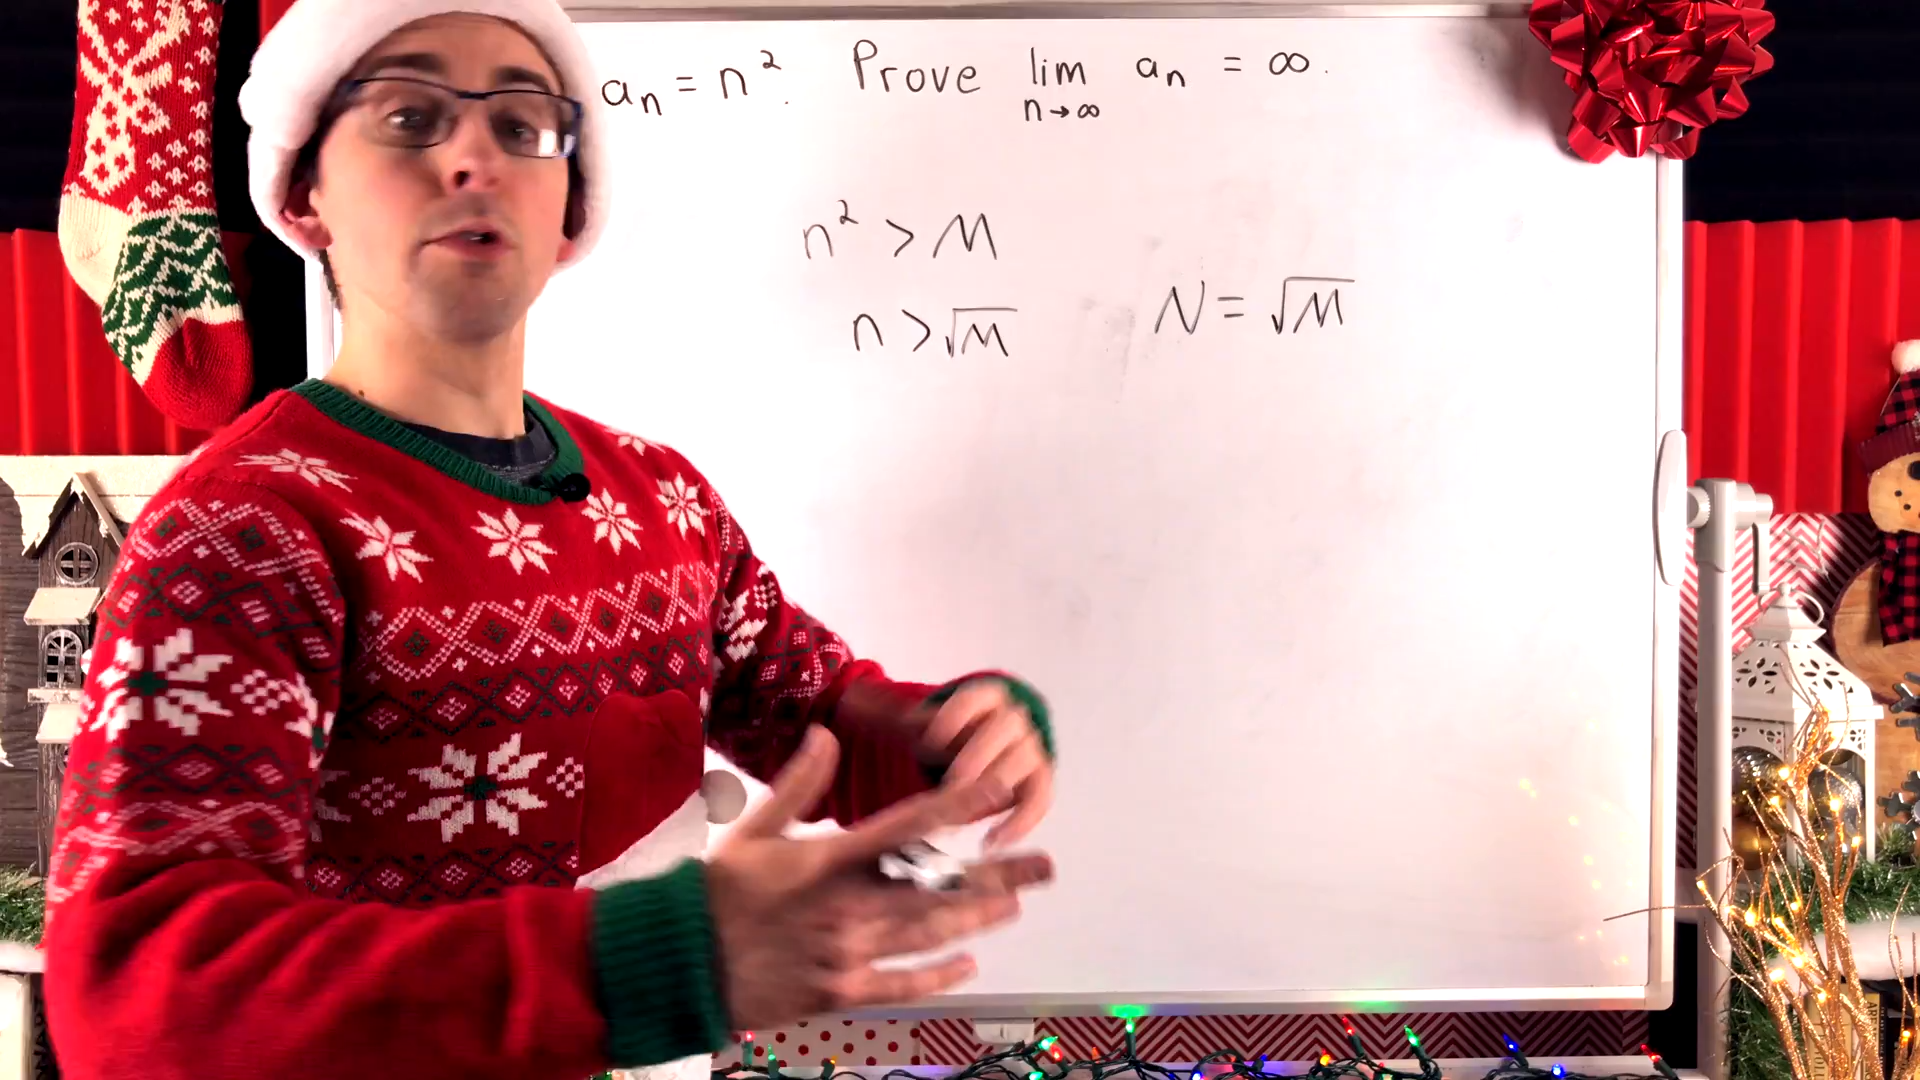 aₙ = n². Prove lim aₙ = ∞.
n→∞
n² > M
n > √M
N = √M